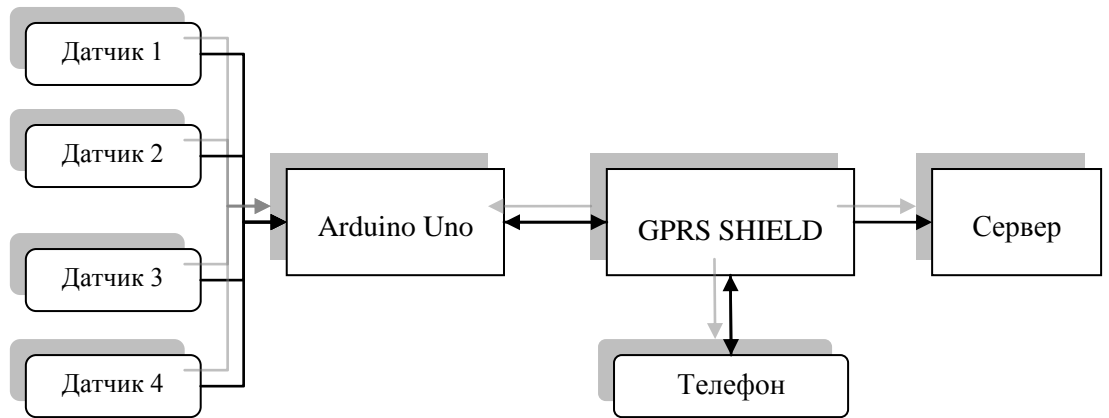 Датчик 1
Датчик 2
Датчик 3
Датчик 4
Arduino Uno
GPRS SHIELD
Сервер
Телефон